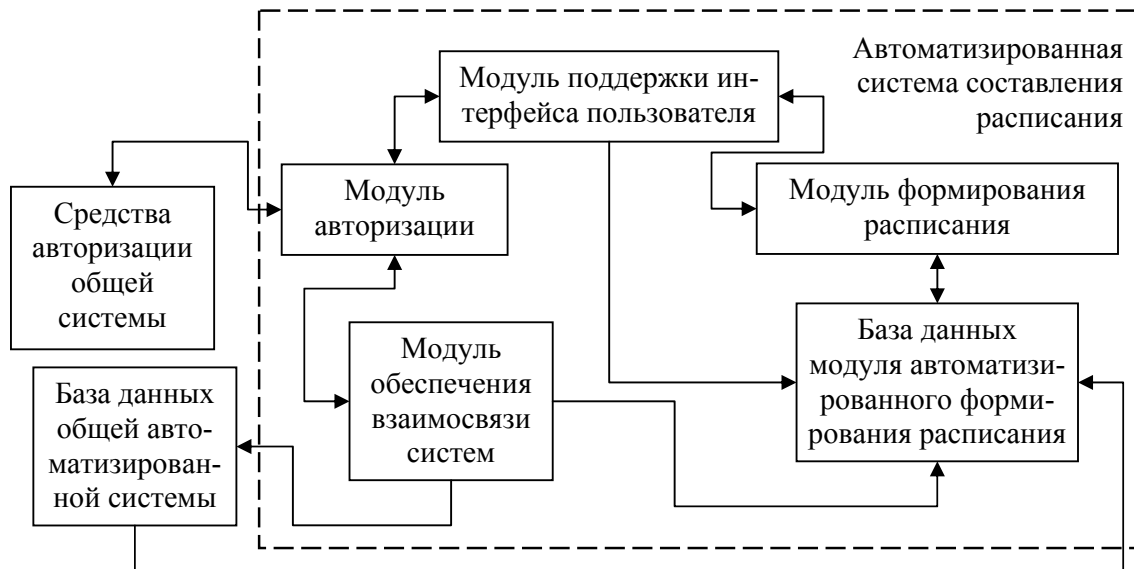 Автоматизированная
система составления
расписания
Модуль поддержки ин-
терфейса пользователя
Модуль
авторизации
Модуль формирования
расписания
Средства
авторизации
общей
системы
Модуль
обеспечения
взаимосвязи
систем
База данных
модуля автоматизи-
рованного форми-
рования расписания
База данных
общей авто-
матизирован-
ной системы